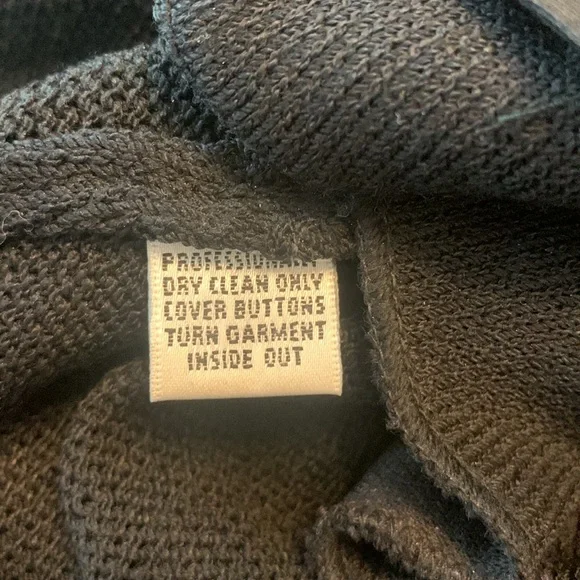 PROFESSIONALLY
DRY CLEAN ONLY
COVER BUTTONS
TURN GARMENT
INSIDE OUT